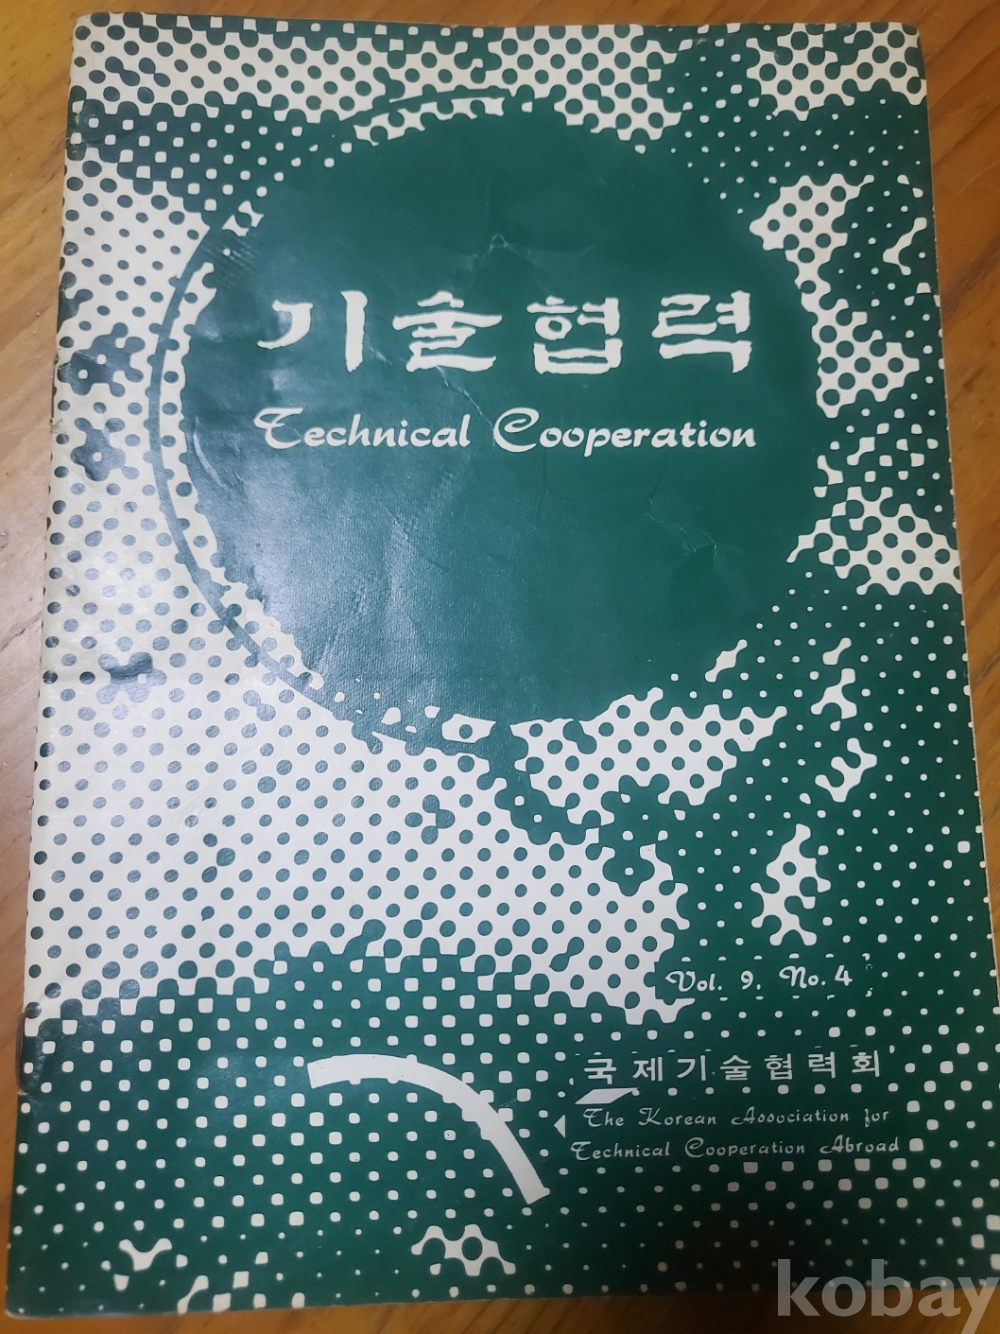 기술협력
Technical Cooperation
Vol. 9. No. 4
국제기술협력회
The Korean Association for
Technical Cooperation Abroad
kobay